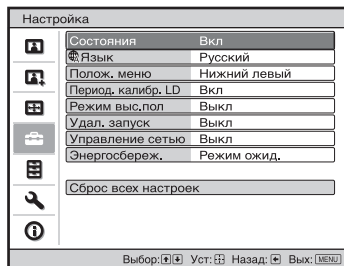 Настройка
Состояния Вкл
Язык Русский
Полож. меню Нижний левый
Период. калибр. LD Вкл
Режим выс.пол Выкл
Удал. запуск Выкл
Управление сетью Выкл
Энергосбереж. Режим ожид.
Сброс всех настроек
Выбор: Уст: Назад: Вых: MENU